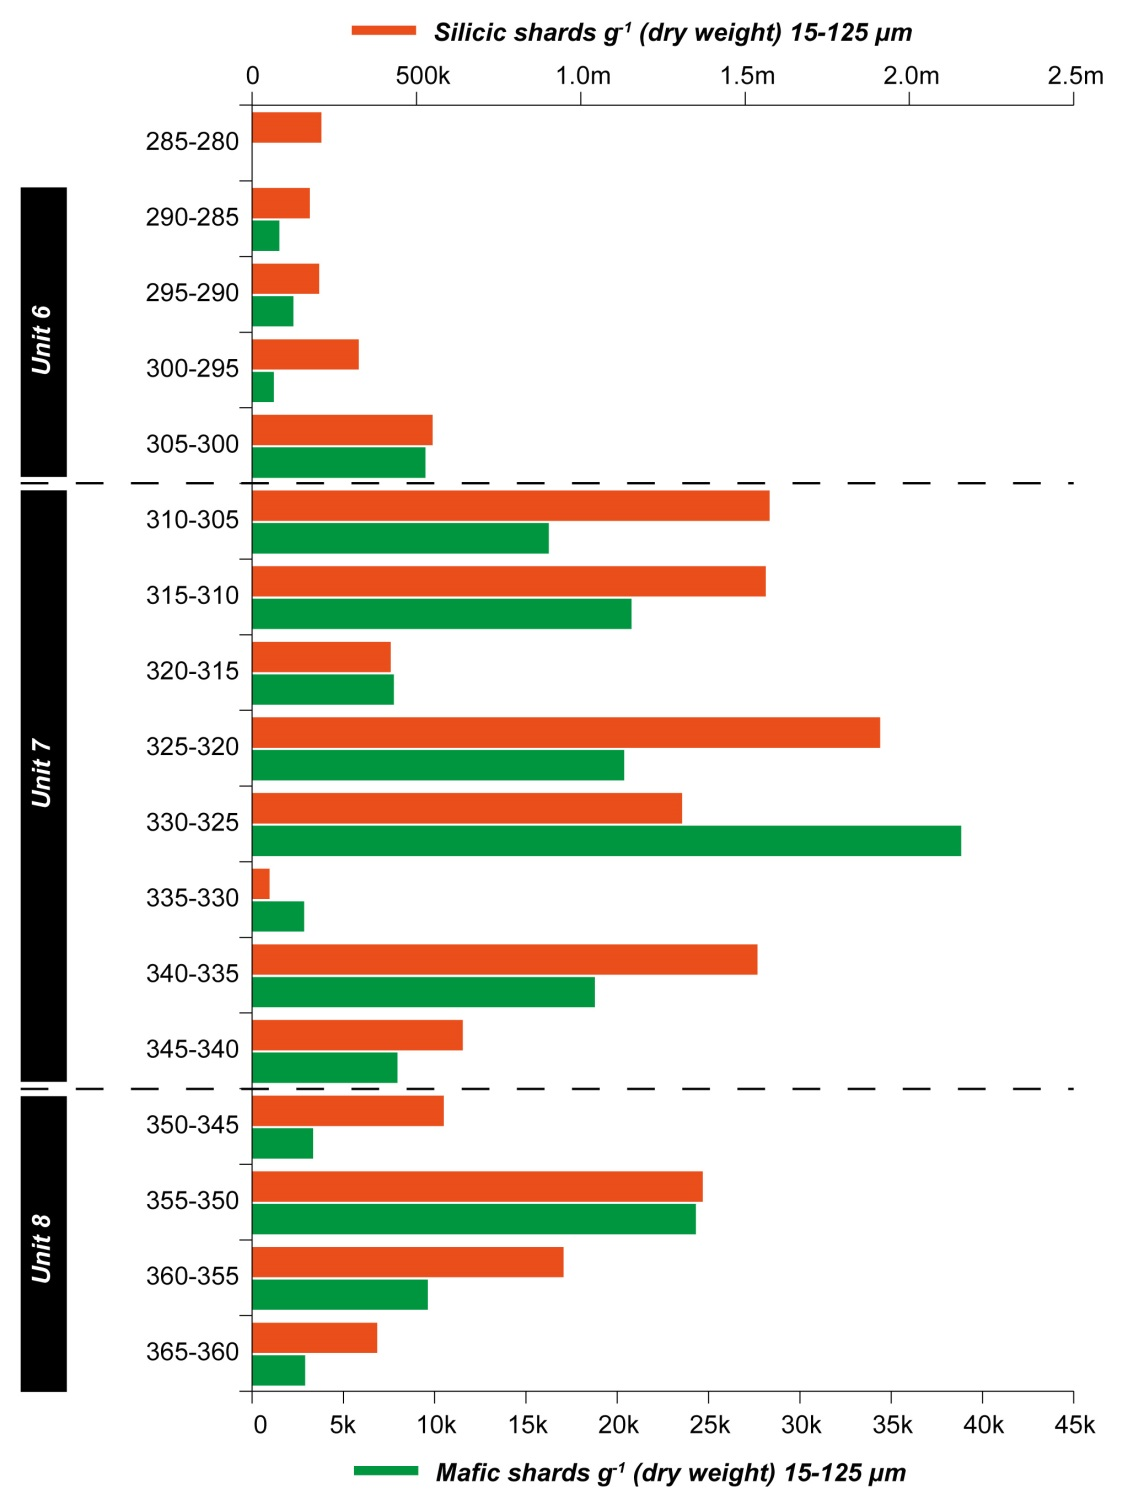 Silicic shards g⁻¹ (dry weight) 15-125 µm
0 500k 1.0m 1.5m 2.0m 2.5m
285-280
290-285
295-290
300-295
305-300
Unit 6
310-305
315-310
320-315
325-320
330-325
335-330
340-335
345-340
Unit 7
350-345
355-350
360-355
365-360
Unit 8
0 5k 10k 15k 20k 25k 30k 35k 40k 45k
Mafic shards g⁻¹ (dry weight) 15-125 µm